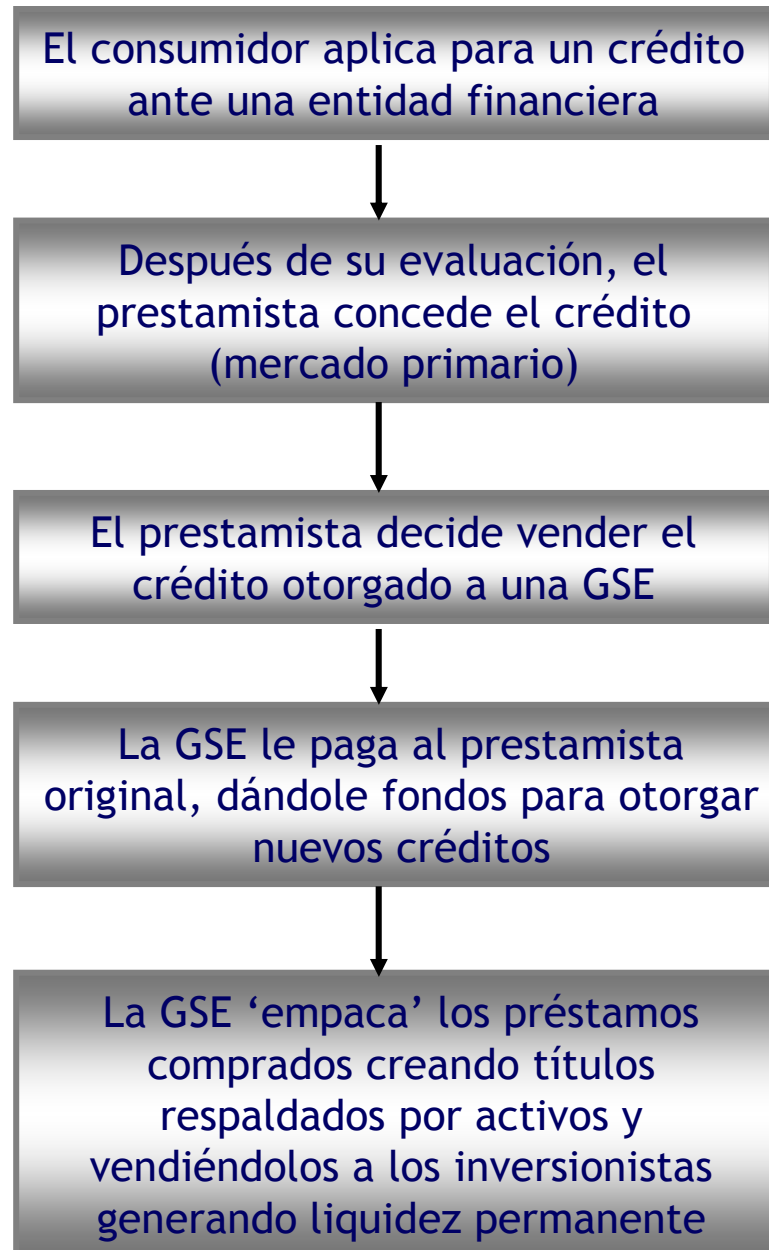 El consumidor aplica para un crédito
ante una entidad financiera
Después de su evaluación, el
prestamista concede el crédito
(mercado primario)
El prestamista decide vender el
crédito otorgado a una GSE
La GSE le paga al prestamista
original, dándole fondos para otorgar
nuevos créditos
La GSE ‘empaca’ los préstamos
comprados creando títulos
respaldados por activos y
vendiéndolos a los inversionistas
generando liquidez permanente